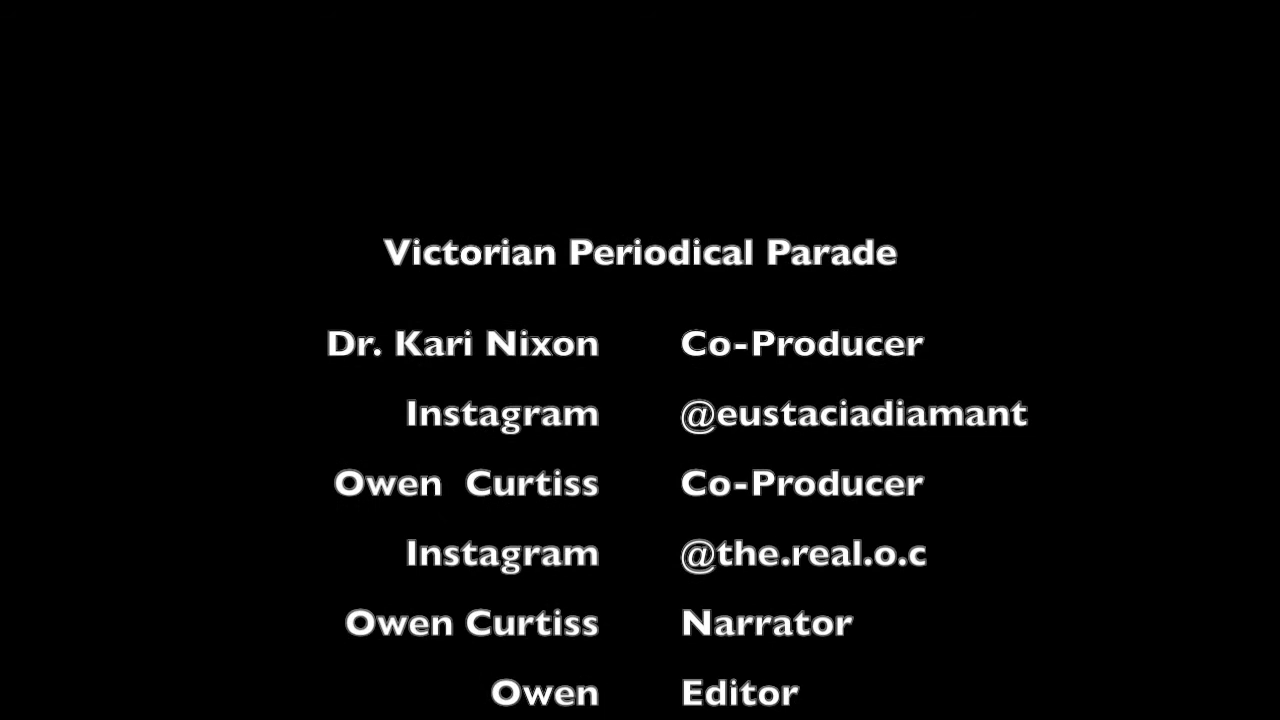 Victorian Periodical Parade
Dr. Kari Nixon Co-Producer
Instagram @eustaciadiamant
Owen  Curtiss Co-Producer
Instagram @the.real.o.c
Owen Curtiss Narrator
Owen Editor